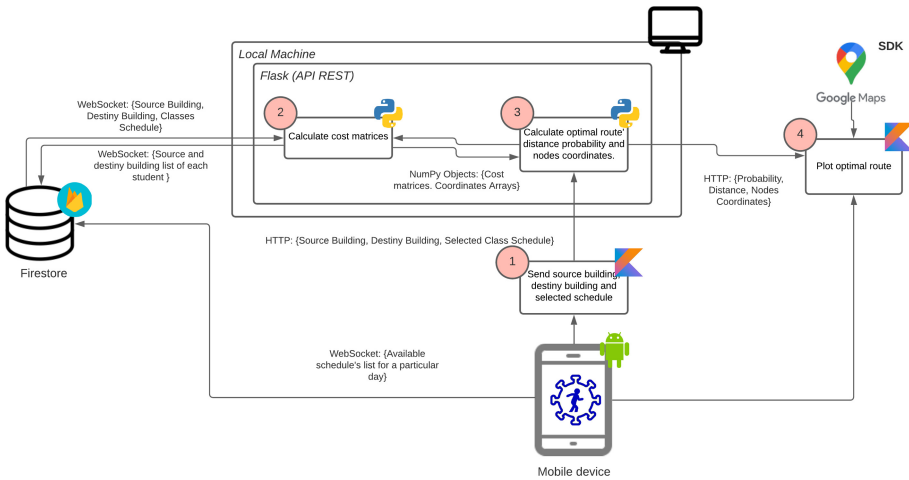 SDK
Local Machine
Flask (API REST)
Google Maps
WebSocket: {Source Building,
Destiny Building, Classes
Schedule}
2
Calculate cost matrices
3
Calculate optimal route'
distance probability and
nodes coordinates.
4
Plot optimal route
WebSocket: {Source and
destiny building list of each
student }
NumPy Objects: {Cost
matrices. Coordinates Arrays}
HTTP: {Probability,
Distance, Nodes
Coordinates}
Firestore
HTTP: {Source Building, Destiny Building, Selected Class Schedule}
1
Send source building,
destiny building and
selected schedule
WebSocket: {Available
schedule's list for a particular
day}
Mobile device